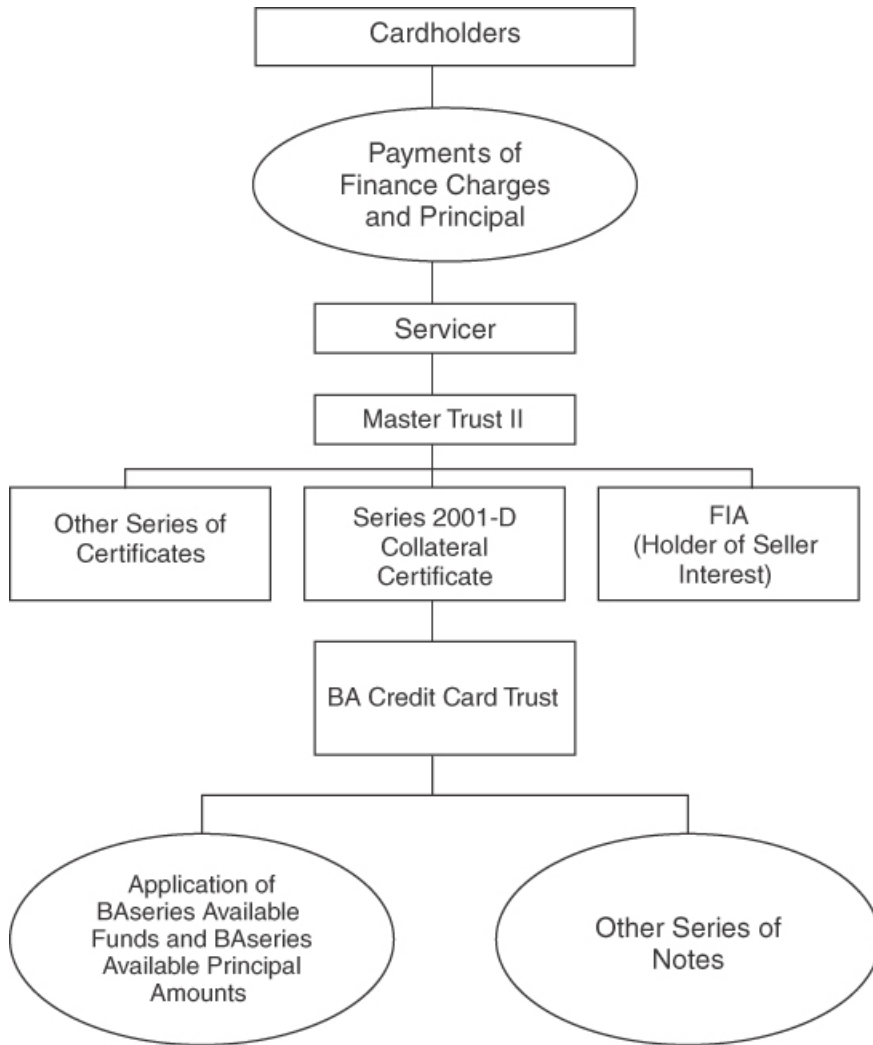 Cardholders
Payments of
Finance Charges
and Principal
Servicer
Master Trust II
Other Series of
Certificates
Series 2001-D
Collateral
Certificate
FIA
(Holder of Seller
Interest)
BA Credit Card Trust
Application of
BAseries Available
Funds and BAseries
Available Principal
Amounts
Other Series of
Notes